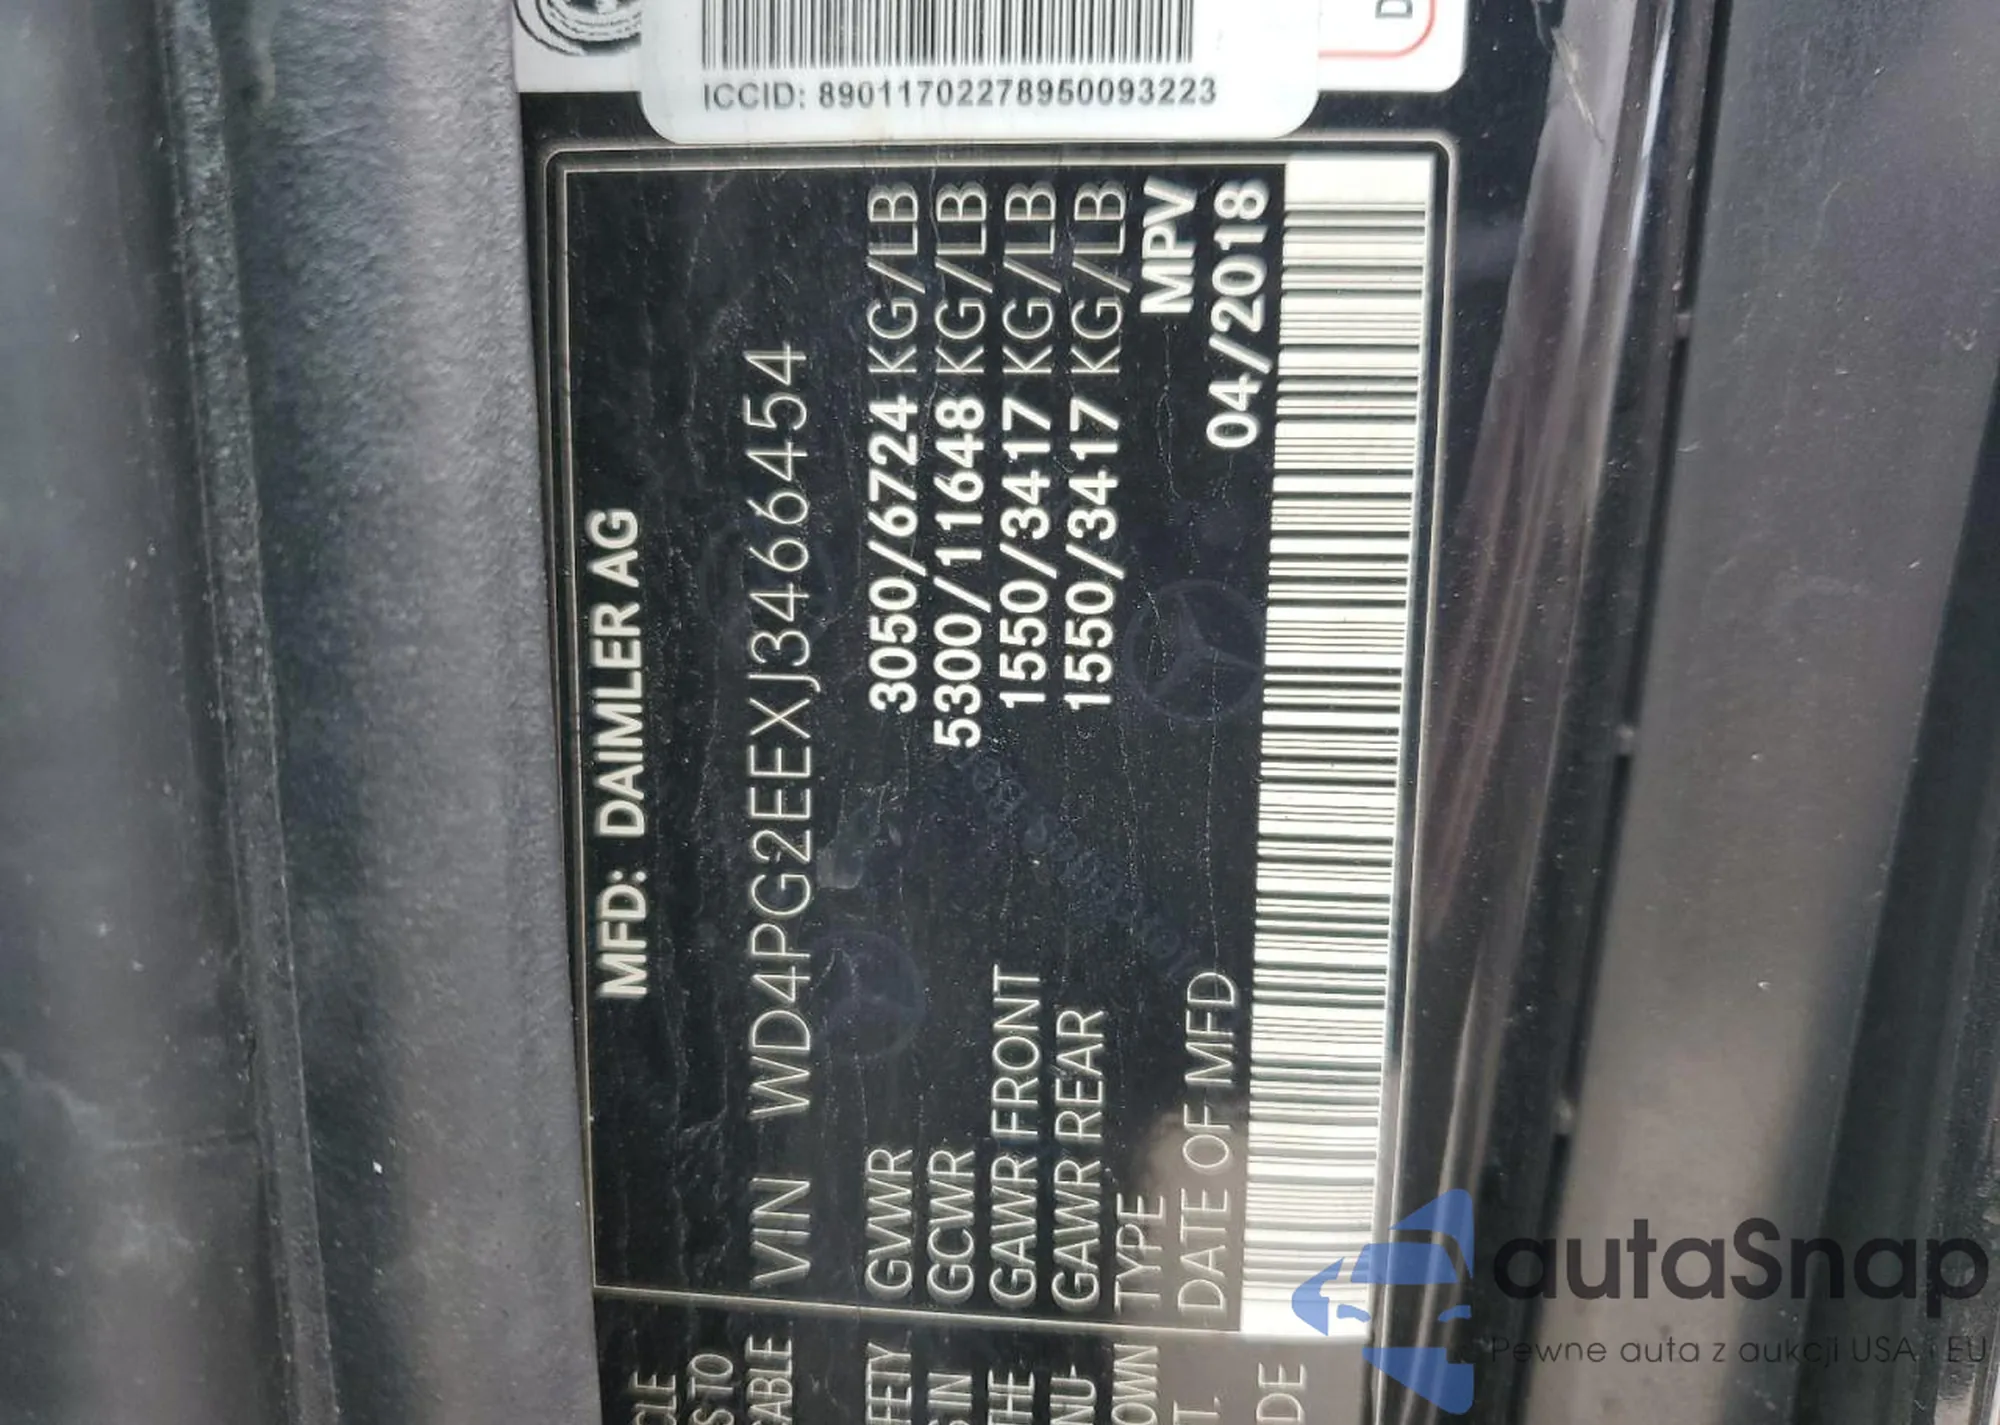 ICCID: 89011702278950093223
MFD: DAIMLER AG
VIN WD4PG2EEXJ3466454
GVWR 3050/6724 KG/LB
GCWR 5300/11648 KG/LB
GAWR FRONT 1550/3417 KG/LB
GAWR REAR 1550/3417 KG/LB
TYPE MPV
DATE OF MFD 04/2018
autaSnap
Pewne auta z aukcji USA i EU